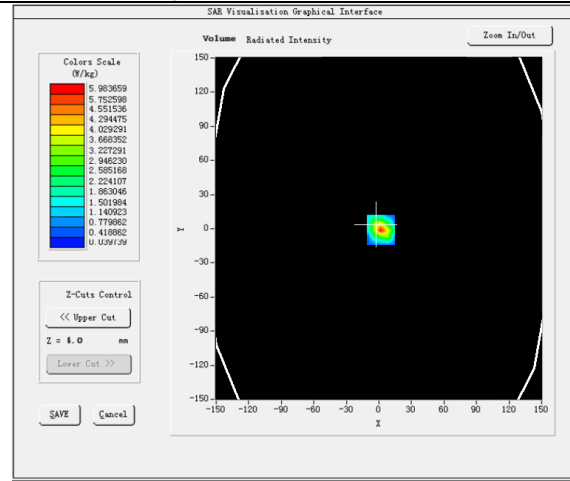 SAR Visualisation Graphical Interface
Volume Radiated Intensity
Zoom In/Out
Colors Scale
(W/kg)
5.983659
5.752598
4.551536
4.294475
4.029291
3.668352
3.227291
2.946230
2.585168
2.224107
1.863046
1.501984
1.140923
0.779862
0.418862
0.039739
Z-Cuts Control
<< Upper Cut
Z = 4.0 mm
Lower Cut >>
SAVE Cancel
150
120
90
60
30
0
-30
-60
-90
-120
-150
Y
-150 -120 -90 -60 -30 0 30 60 90 120 150
X